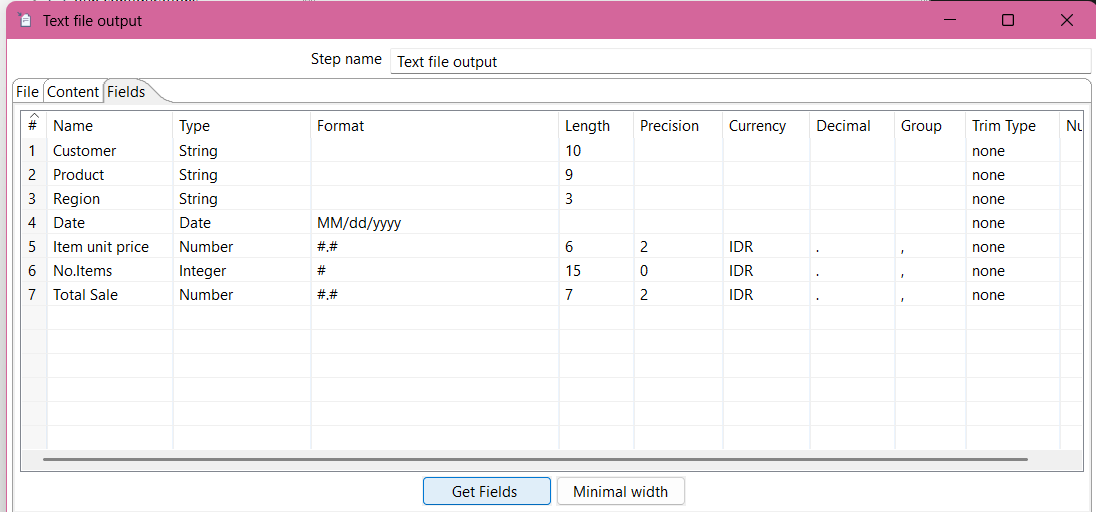 Text file output
Step name Text file output
File Content Fields
# Name Type Format Length Precision Currency Decimal Group Trim Type Nu
1 Customer String 10 none
2 Product String 9 none
3 Region String 3 none
4 Date Date MM/dd/yyyy none
5 Item unit price Number #.# 6 2 IDR . , none
6 No.Items Integer # 15 0 IDR . , none
7 Total Sale Number #.# 7 2 IDR . , none
Get Fields Minimal width